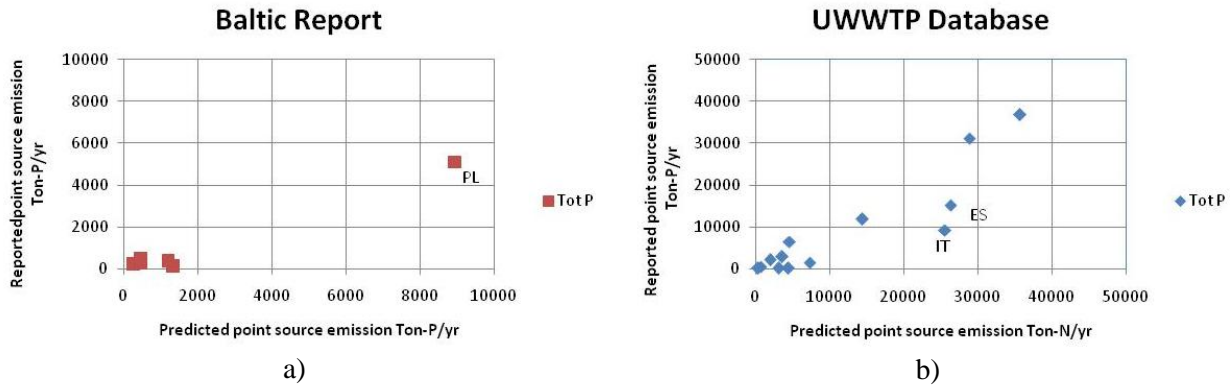 Baltic Report
Reportedpoint source emission
Ton-P/yr
10000
8000
6000
4000
2000
0
PL
Tot P
0 2000 4000 6000 8000 10000
Predicted point source emission Ton-P/yr
a)
UWWTP Database
Reported point source emission
Ton-P/yr
50000
40000
30000
20000
10000
0
ES
IT
Tot P
0 10000 20000 30000 40000 50000
Predicted point source emission Ton-N/yr
b)